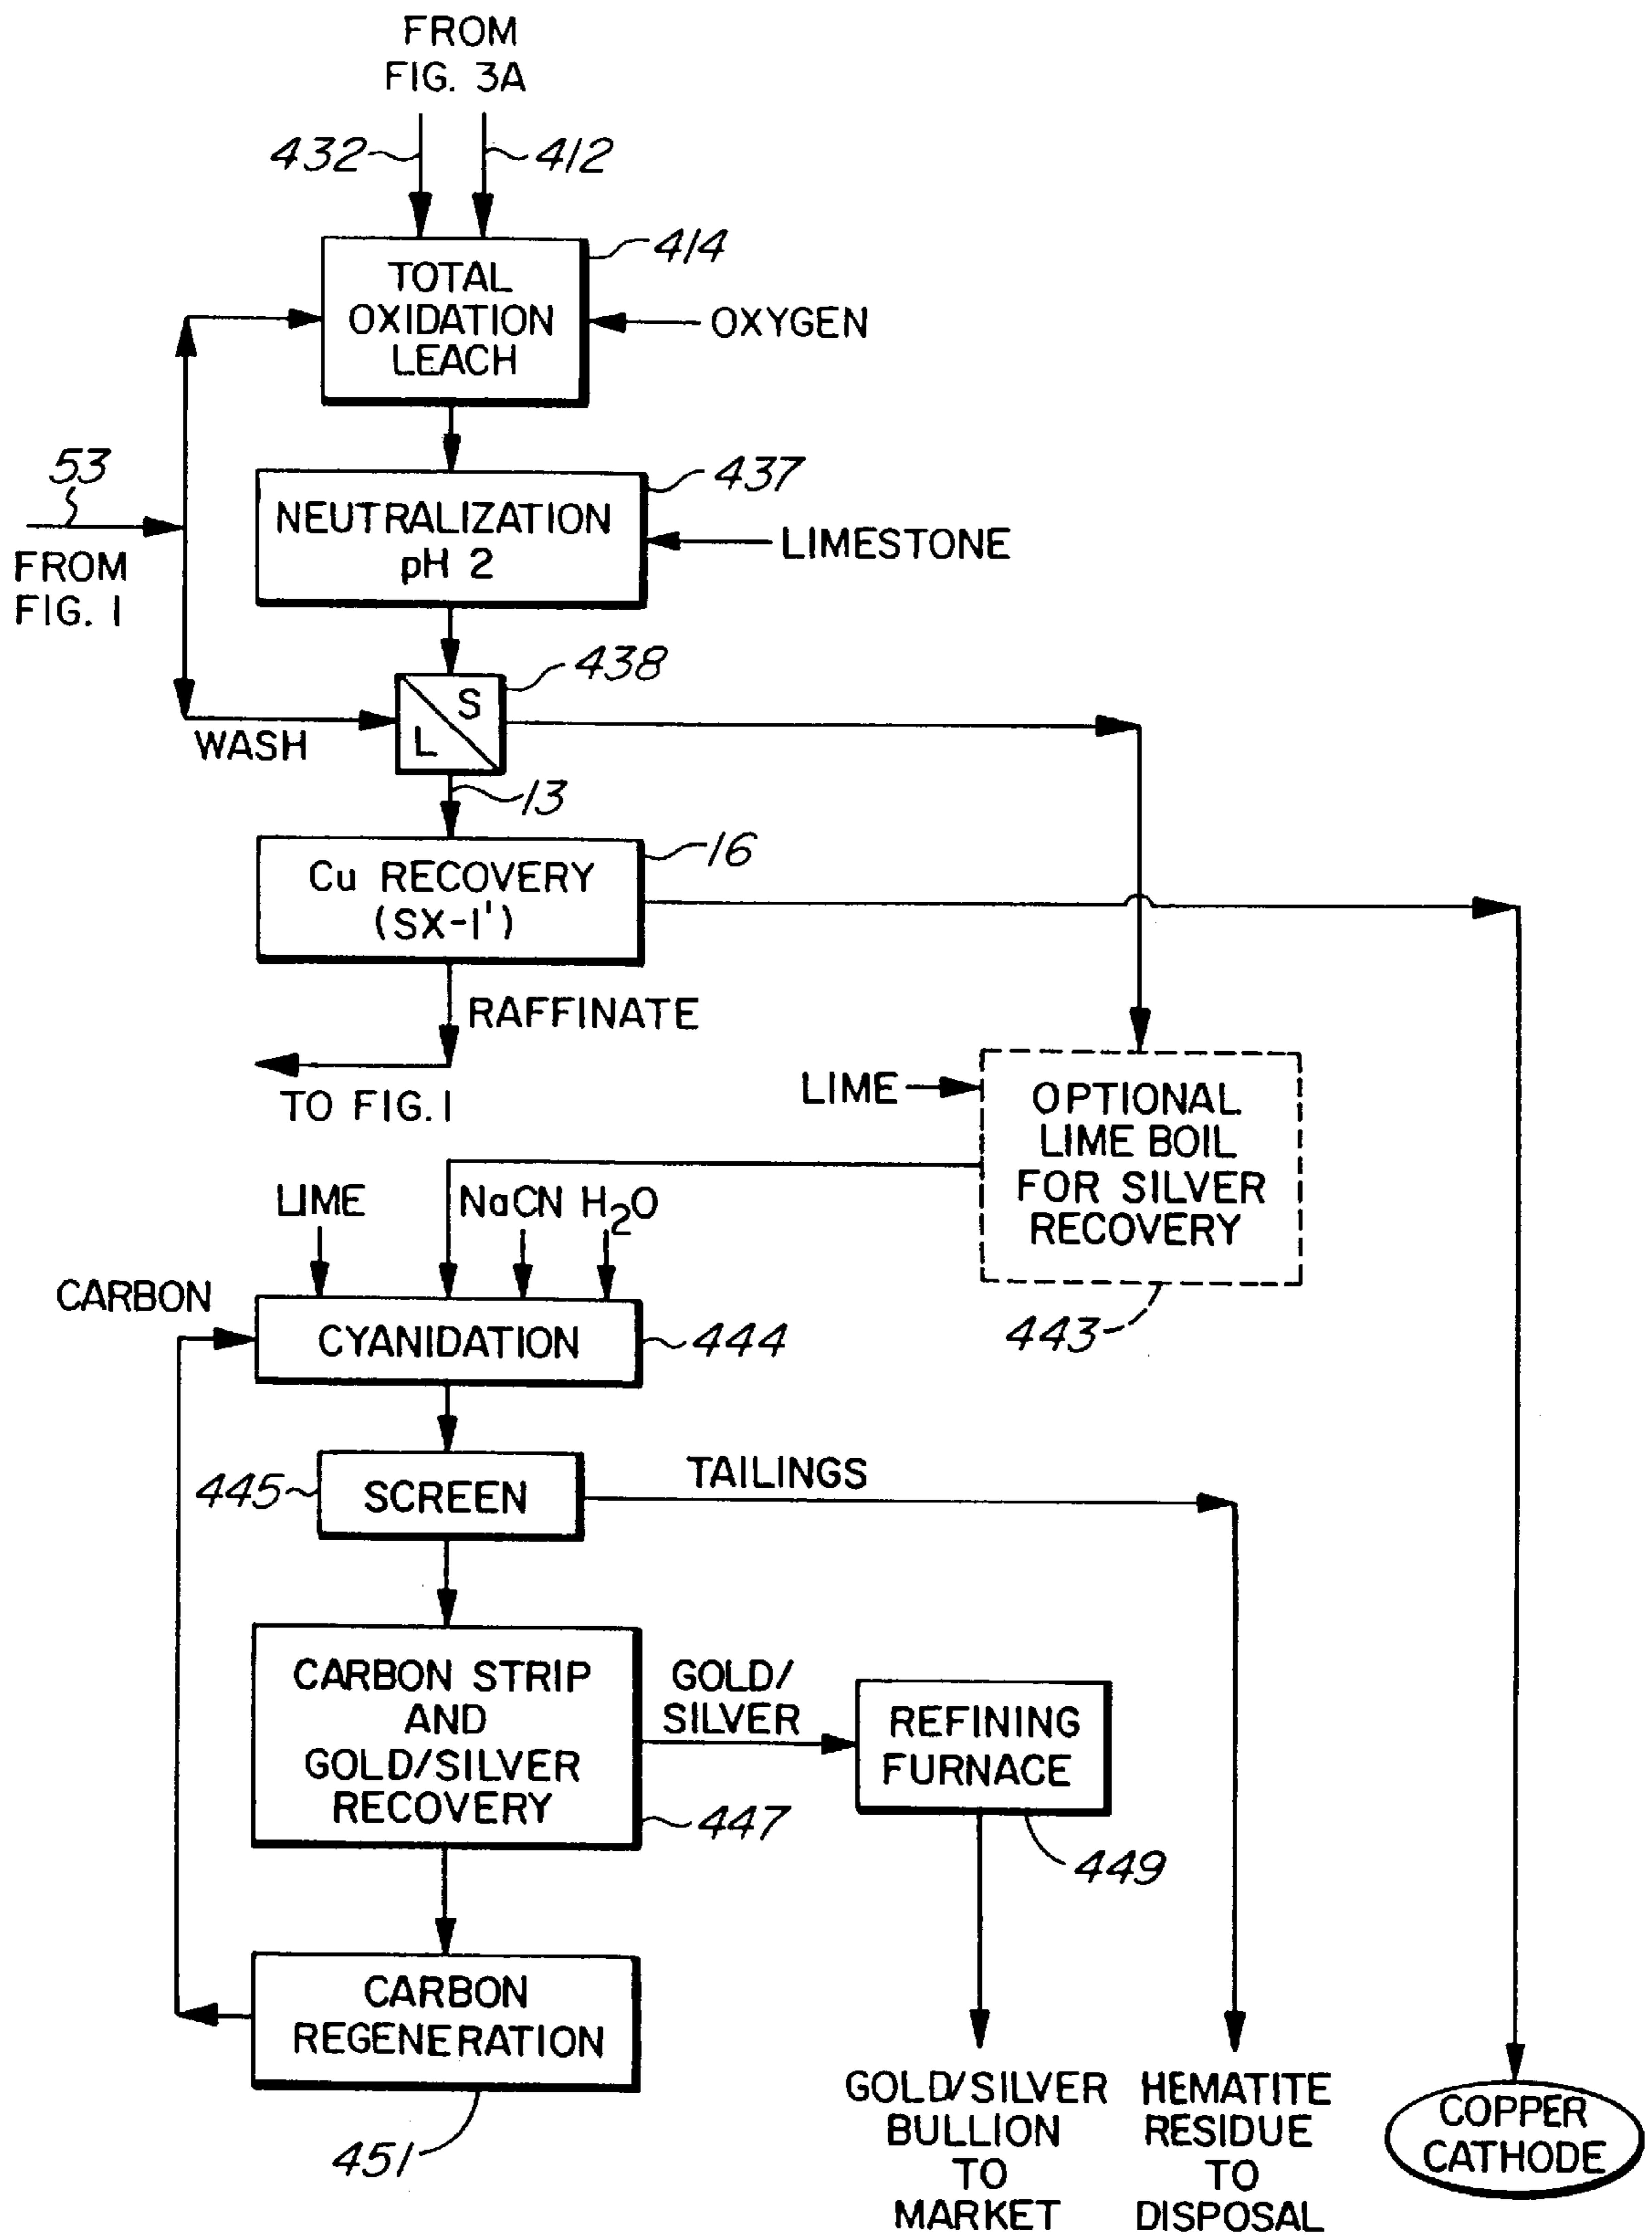 FROM
FIG. 3A
432
412
414
TOTAL
OXIDATION
LEACH
OXYGEN
53
FROM
FIG. 1
437
NEUTRALIZATION
pH 2
LIMESTONE
438
S
L
WASH
13
16
Cu RECOVERY
(SX-1')
RAFFINATE
TO FIG. 1
LIME
OPTIONAL
LIME BOIL
FOR SILVER
RECOVERY
443
LIME
NaCN H2O
CARBON
CYANIDATION
444
445
SCREEN
TAILINGS
CARBON STRIP
AND
GOLD/SILVER
RECOVERY
447
GOLD/
SILVER
REFINING
FURNACE
449
CARBON
REGENERATION
451
GOLD/SILVER
BULLION
TO
MARKET
HEMATITE
RESIDUE
TO
DISPOSAL
COPPER
CATHODE